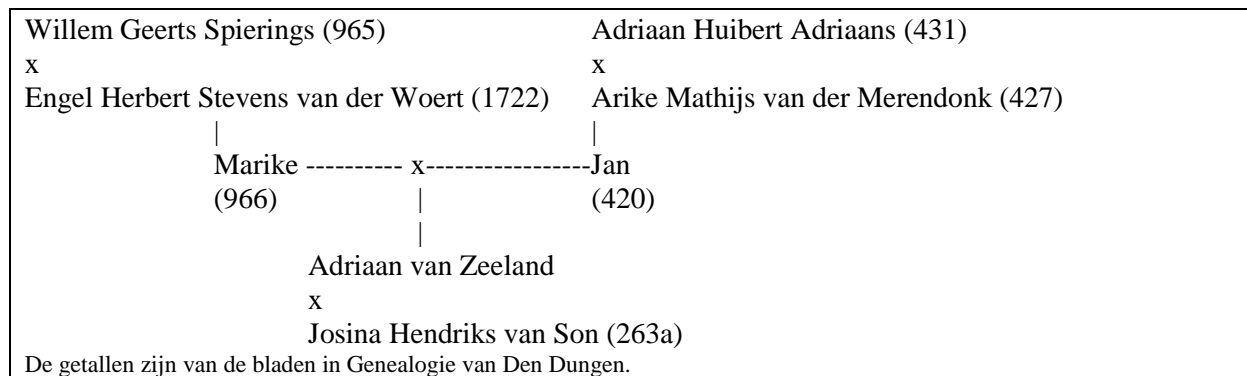 Willem Geerts Spierings (965) Adriaan Huibert Adriaans (431)
x x
Engel Herbert Stevens van der Woert (1722) Arike Mathijs van der Merendonk (427)
| |
Marike ---------- x-----------------Jan
(966) | (420)
|
Adriaan van Zeeland
x
Josina Hendriks van Son (263a)
De getallen zijn van de bladen in Genealogie van Den Dungen.